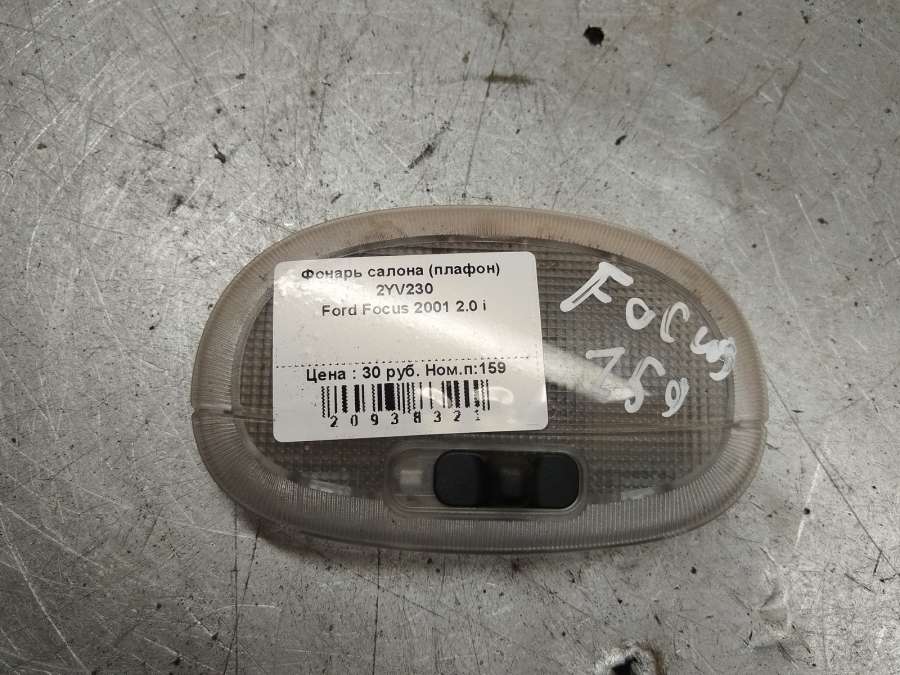 Фонарь салона (плафон)
2YV230
Ford Focus 2001 2.0 i
Цена : 30 руб. Ном.п:159
20938321
Focus
159